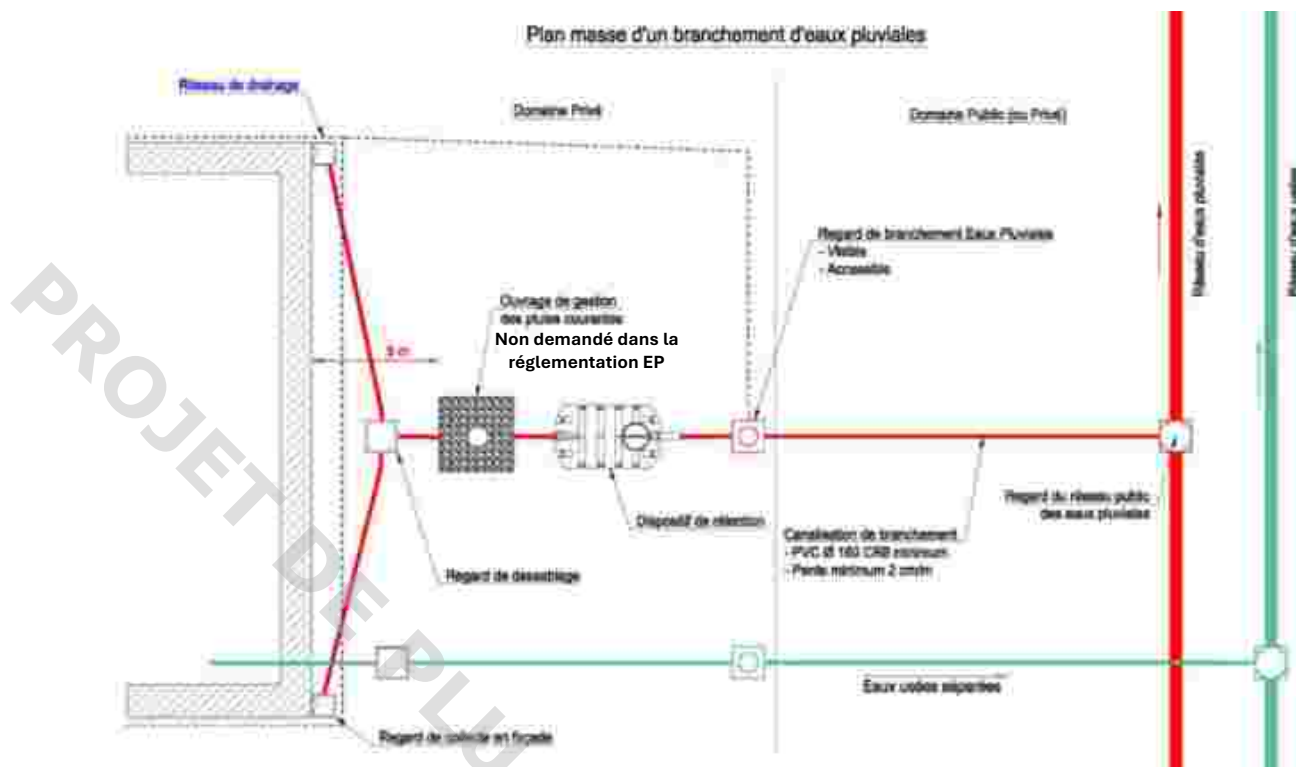 Plan masse d'un branchement d'eaux pluviales
Réseau de drainage
Domaine Privé
Domaine Public (ou Privé)
Réseau d'eaux pluviales
Réseau d'eaux usées
Regard de branchement Eaux Pluviales
- Visible
- Accessible
Ouvrage de gestion
des pluies courantes
Non demandé dans la
réglementation EP
Dispositif de rétention
Regard du réseau public
des eaux pluviales
Canalisation de branchement
- PVC Ø 160 CR8 minimum
- Pente minimum 2 cm/m
Regard de dessablage
Eaux usées séparées
Regard de collecte en façade
PROJET DE PLU